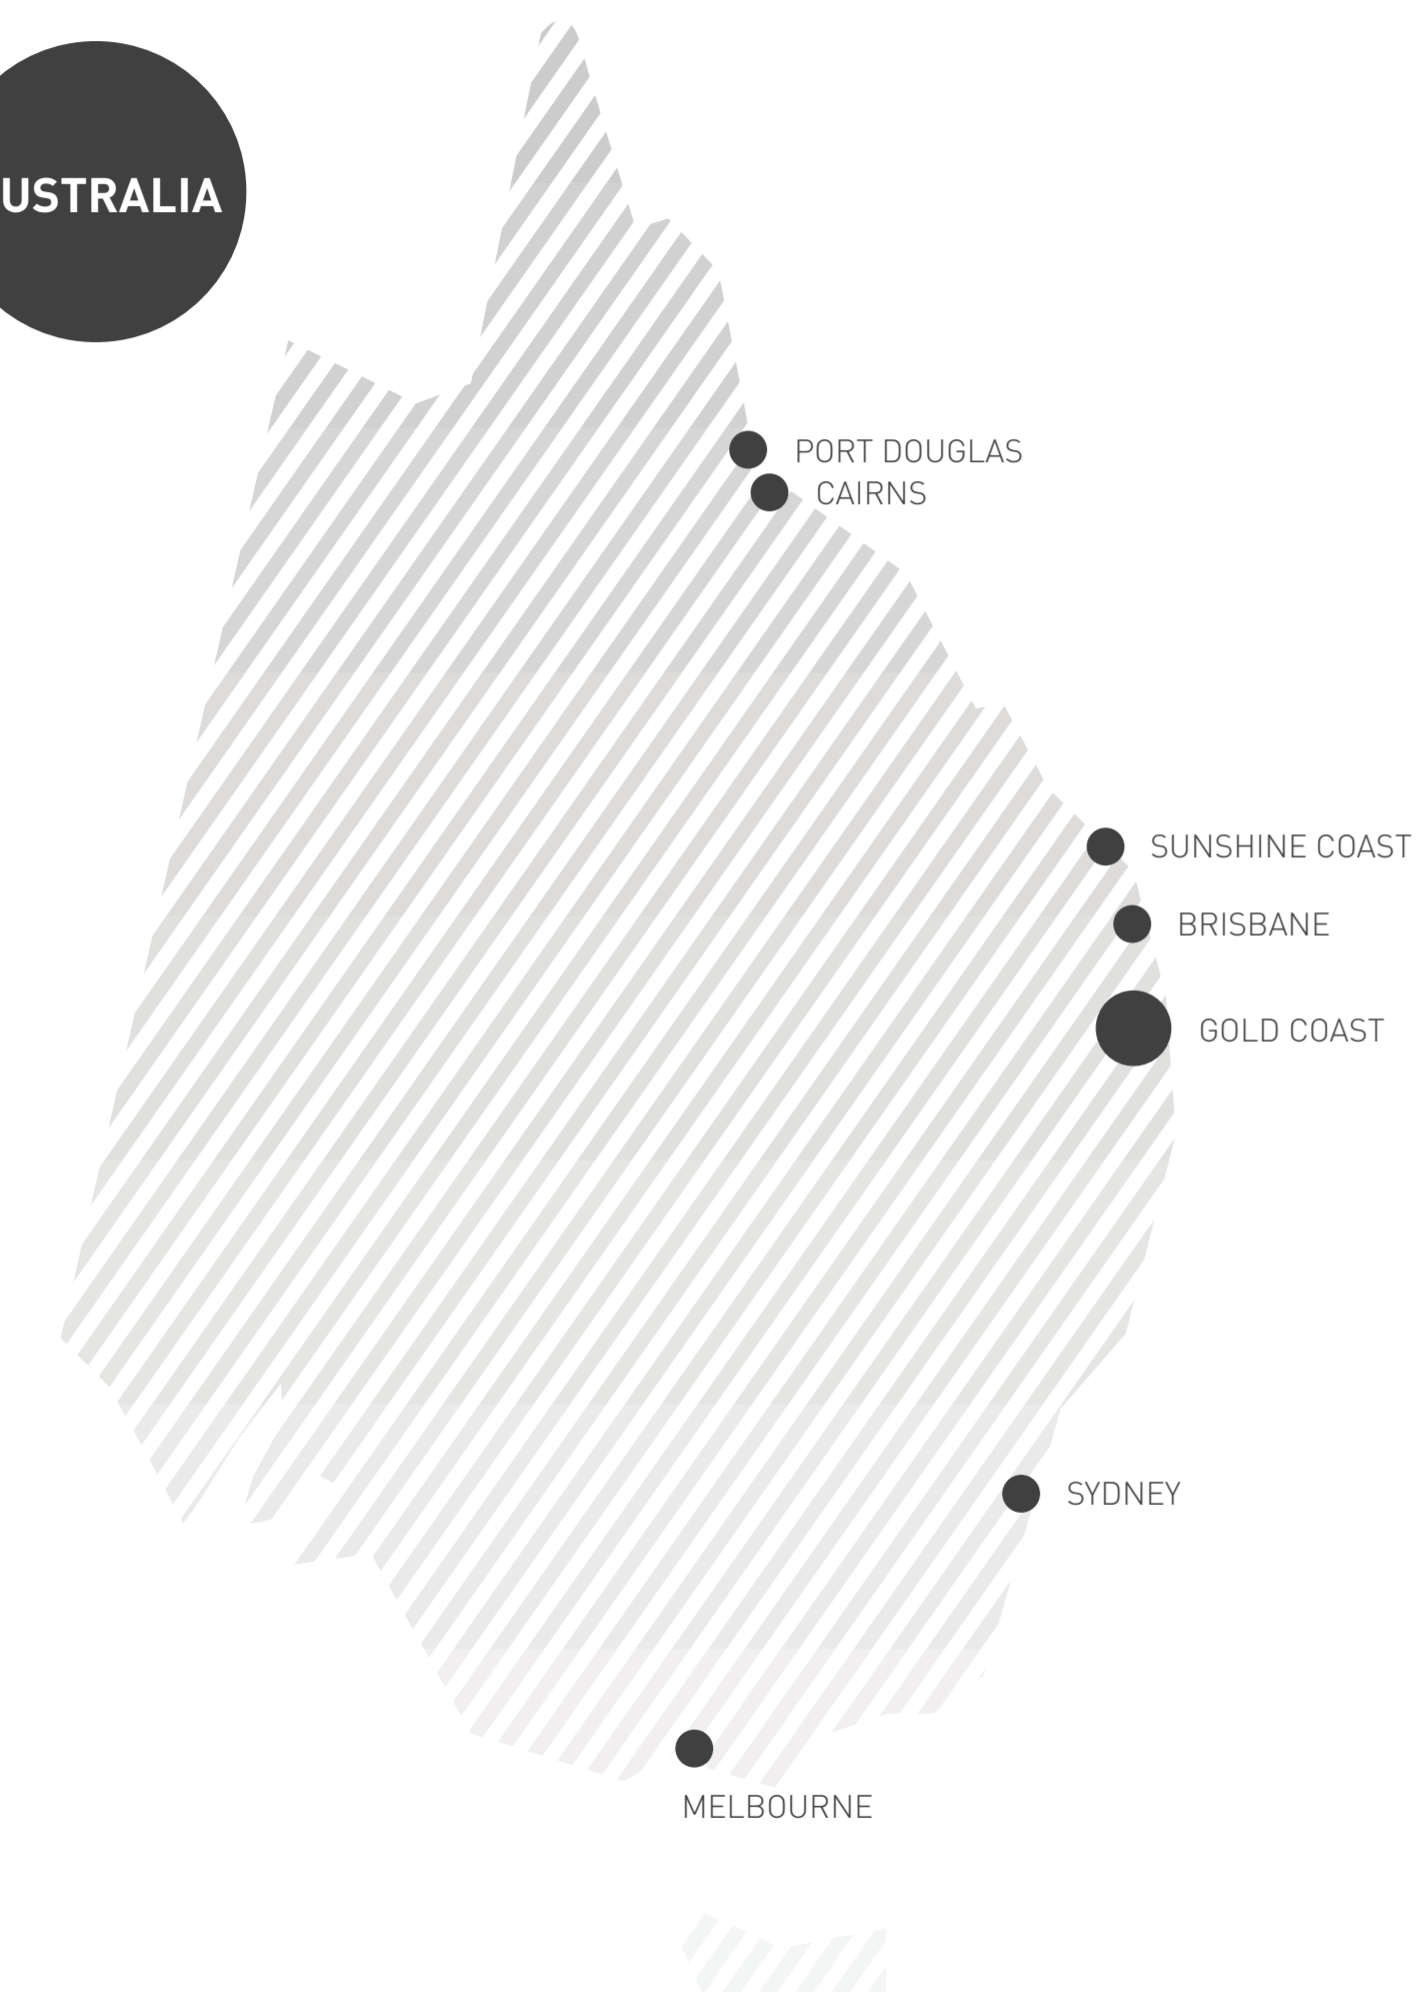 USTRALIA
PORT DOUGLAS
CAIRNS
SUNSHINE COAST
BRISBANE
GOLD COAST
SYDNEY
MELBOURNE